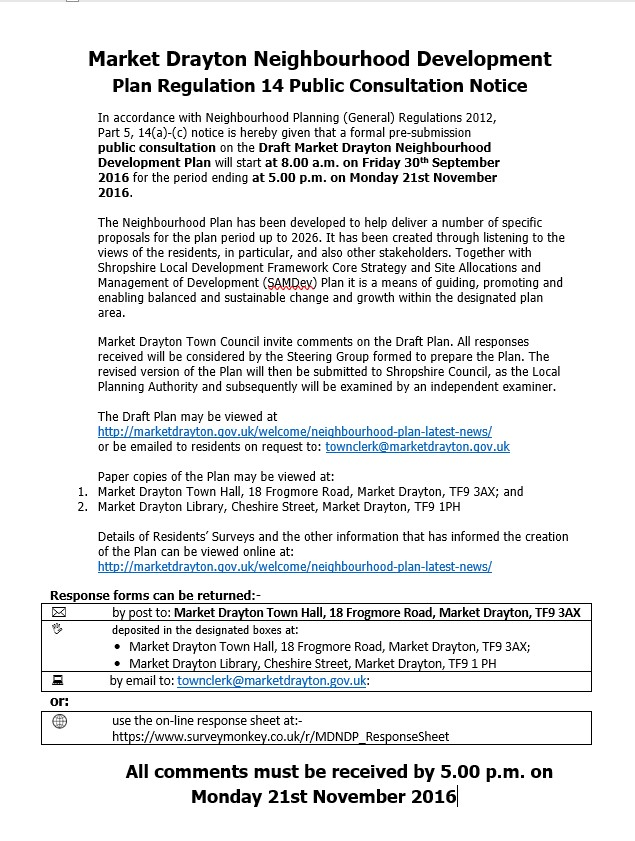 Market Drayton Neighbourhood Development
Plan Regulation 14 Public Consultation Notice
In accordance with Neighbourhood Planning (General) Regulations 2012,
Part 5, 14(a)-(c) notice is hereby given that a formal pre-submission
public consultation on the Draft Market Drayton Neighbourhood
Development Plan will start at 8.00 a.m. on Friday 30th September
2016 for the period ending at 5.00 p.m. on Monday 21st November
2016.
The Neighbourhood Plan has been developed to help deliver a number of specific
proposals for the plan period up to 2026. It has been created through listening to the
views of the residents, in particular, and also other stakeholders. Together with
Shropshire Local Development Framework Core Strategy and Site Allocations and
Management of Development (SAMDev) Plan it is a means of guiding, promoting and
enabling balanced and sustainable change and growth within the designated plan
area.
Market Drayton Town Council invite comments on the Draft Plan. All responses
received will be considered by the Steering Group formed to prepare the Plan. The
revised version of the Plan will then be submitted to Shropshire Council, as the Local
Planning Authority and subsequently will be examined by an independent examiner.
The Draft Plan may be viewed at
http://marketdrayton.gov.uk/welcome/neighbourhood-plan-latest-news/
or be emailed to residents on request to: townclerk@marketdrayton.gov.uk
Paper copies of the Plan may be viewed at:
1. Market Drayton Town Hall, 18 Frogmore Road, Market Drayton, TF9 3AX; and
2. Market Drayton Library, Cheshire Street, Market Drayton, TF9 1PH
Details of Residents' Surveys and the other information that has informed the creation
of the Plan can be viewed online at:
http://marketdrayton.gov.uk/welcome/neighbourhood-plan-latest-news/
Response forms can be returned:-
by post to: Market Drayton Town Hall, 18 Frogmore Road, Market Drayton, TF9 3AX
deposited in the designated boxes at:
• Market Drayton Town Hall, 18 Frogmore Road, Market Drayton, TF9 3AX;
• Market Drayton Library, Cheshire Street, Market Drayton, TF9 1 PH
by email to: townclerk@marketdrayton.gov.uk:
or:
use the on-line response sheet at:-
https://www.surveymonkey.co.uk/r/MDNDP_ResponseSheet
All comments must be received by 5.00 p.m. on
Monday 21st November 2016